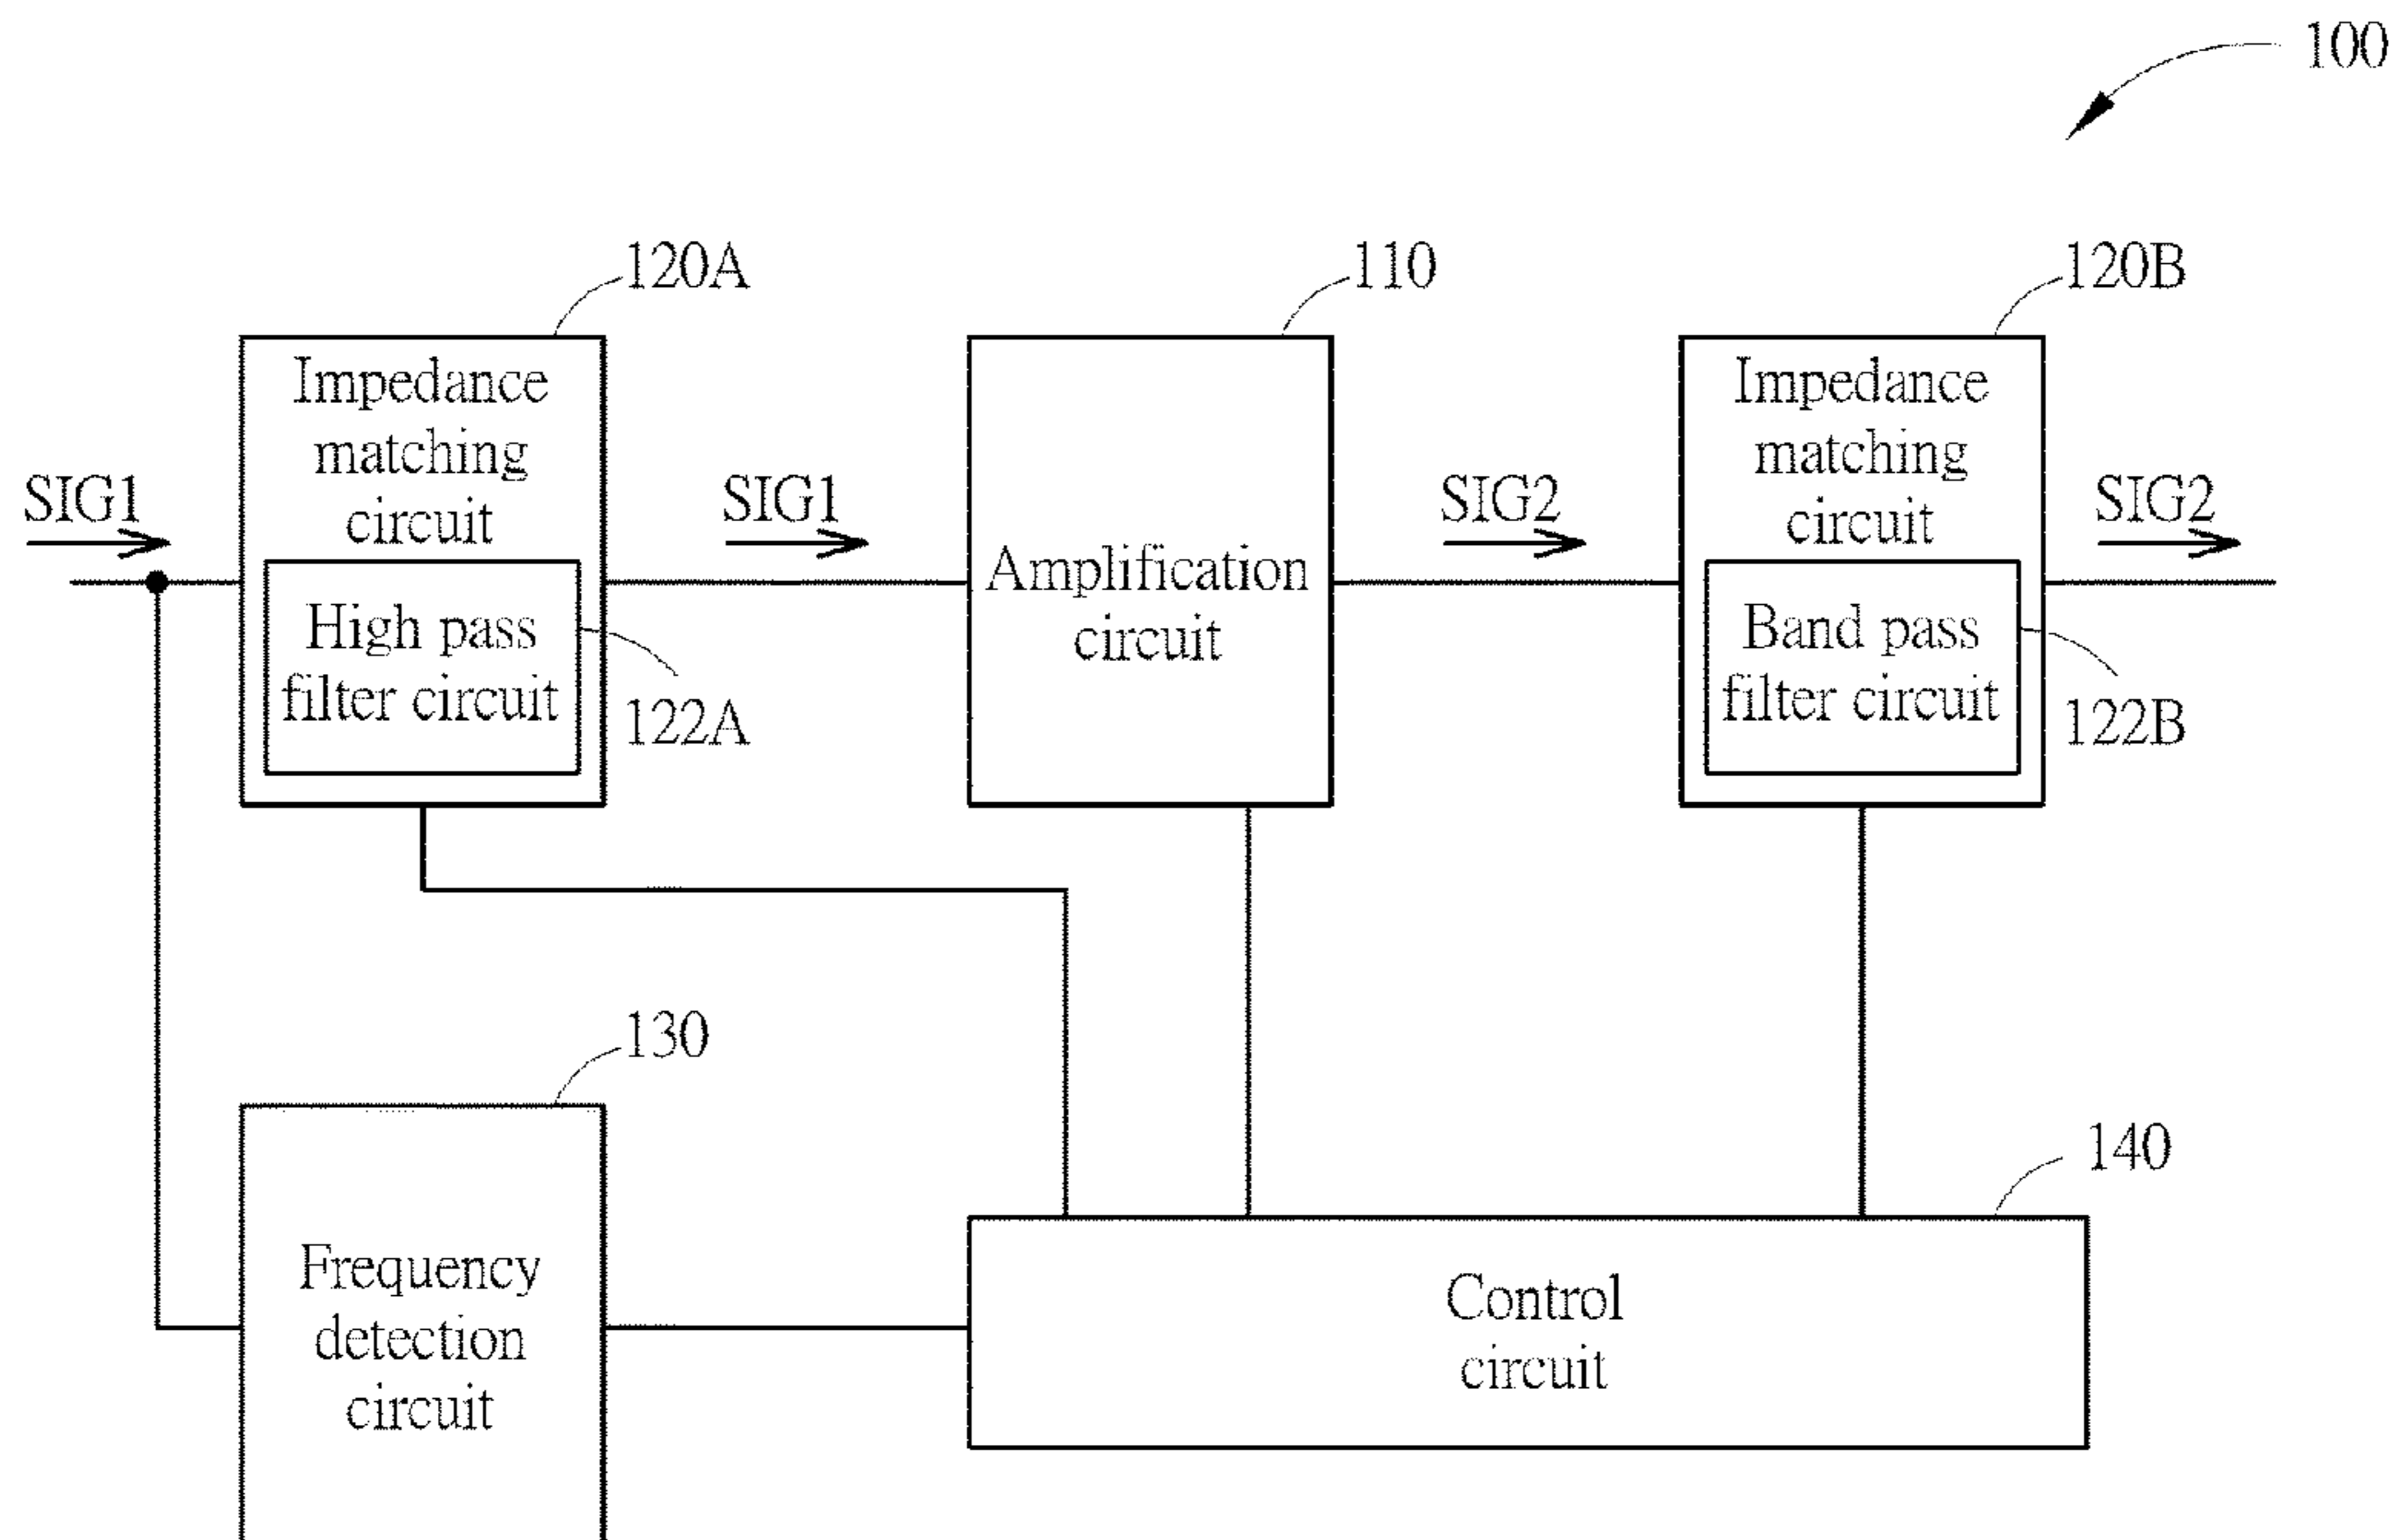 100
120A
110
120B
Impedance
matching
circuit
Impedance
matching
circuit
SIG1
SIG1
SIG2
SIG2
Amplification
circuit
High pass
filter circuit
Band pass
filter circuit
122A
122B
130
140
Frequency
detection
circuit
Control
circuit